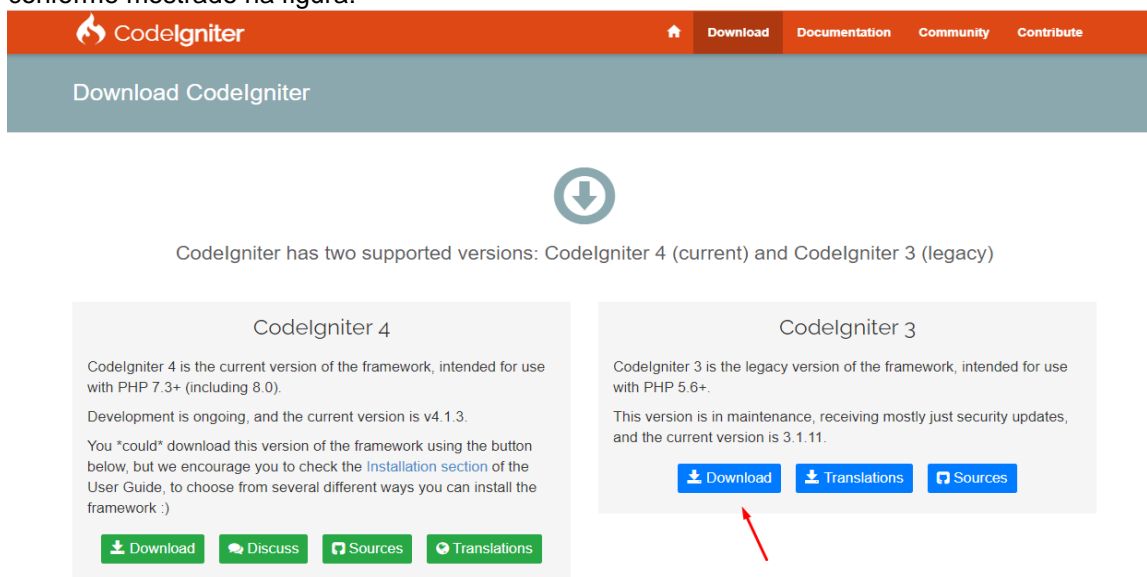 conforme mostrado na figura.
CodeIgniter
Download Documentation Community Contribute
Download CodeIgniter
CodeIgniter has two supported versions: CodeIgniter 4 (current) and CodeIgniter 3 (legacy)
CodeIgniter 4
CodeIgniter 4 is the current version of the framework, intended for use
with PHP 7.3+ (including 8.0).
Development is ongoing, and the current version is v4.1.3.
You *could* download this version of the framework using the button
below, but we encourage you to check the Installation section of the
User Guide, to choose from several different ways you can install the
framework :)
Download Discuss Sources Translations
CodeIgniter 3
CodeIgniter 3 is the legacy version of the framework, intended for use
with PHP 5.6+.
This version is in maintenance, receiving mostly just security updates,
and the current version is 3.1.11.
Download Translations Sources